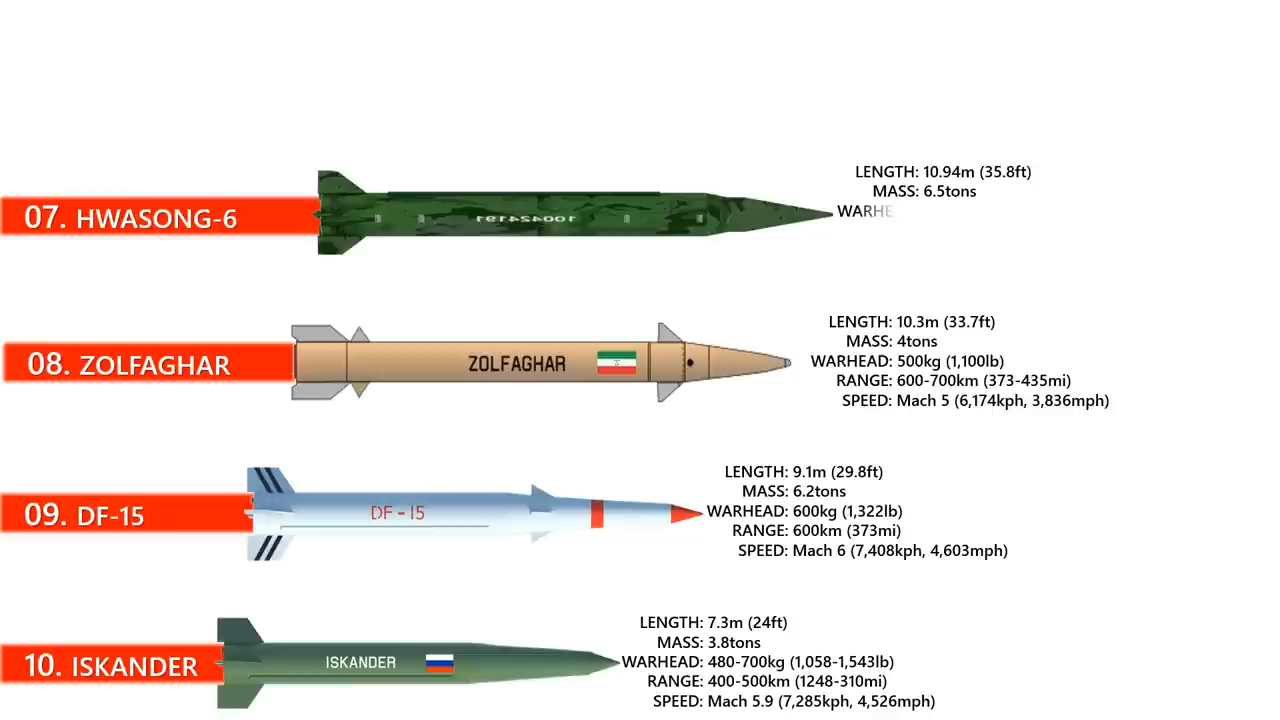 LENGTH: 10.94m (35.8ft)
MASS: 6.5tons
WARHE
07. HWASONG-6
100424191
LENGTH: 10.3m (33.7ft)
MASS: 4tons
WARHEAD: 500kg (1,100lb)
RANGE: 600-700km (373-435mi)
SPEED: Mach 5 (6,174kph, 3,836mph)
08. ZOLFAGHAR
ZOLFAGHAR
LENGTH: 9.1m (29.8ft)
MASS: 6.2tons
WARHEAD: 600kg (1,322lb)
RANGE: 600km (373mi)
SPEED: Mach 6 (7,408kph, 4,603mph)
09. DF-15
DF-15
LENGTH: 7.3m (24ft)
MASS: 3.8tons
WARHEAD: 480-700kg (1,058-1,543lb)
RANGE: 400-500km (1248-310mi)
SPEED: Mach 5.9 (7,285kph, 4,526mph)
10. ISKANDER
ISKANDER